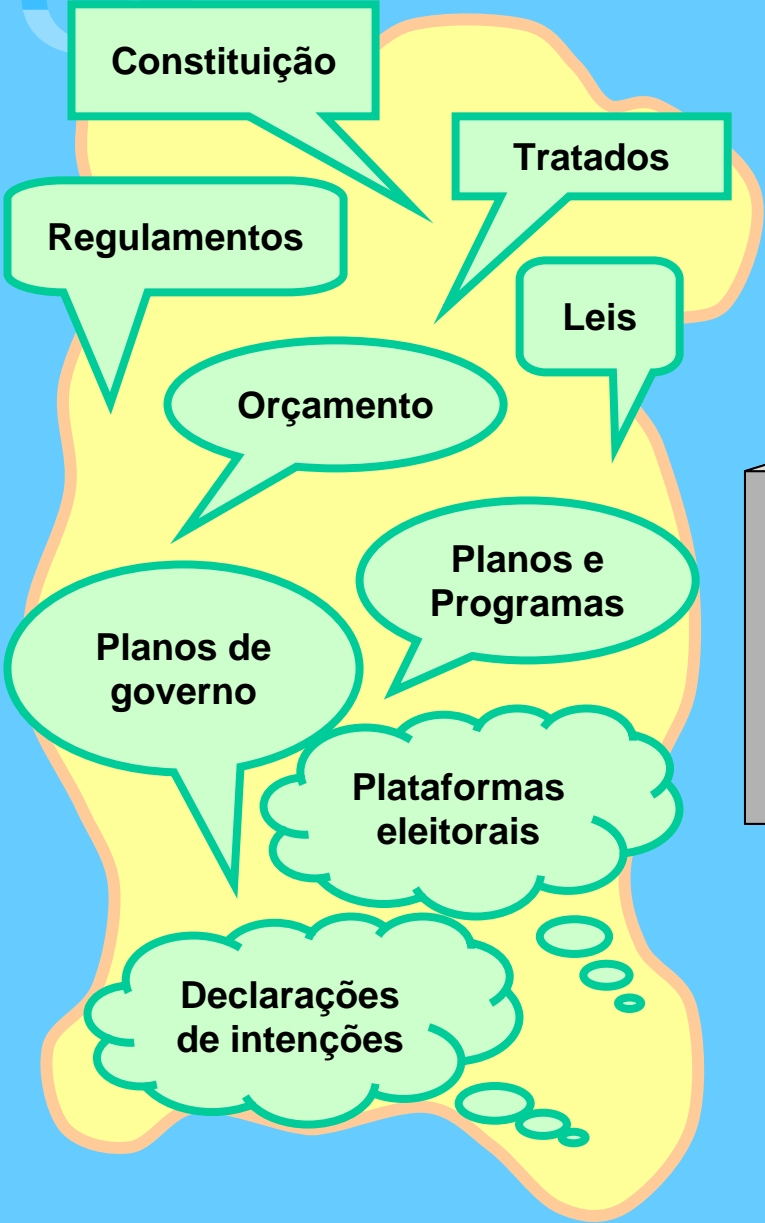 Constituição
Tratados
Regulamentos
Leis
Orçamento
Planos e
Programas
Planos de
governo
Plataformas
eleitorais
Declarações
de intenções